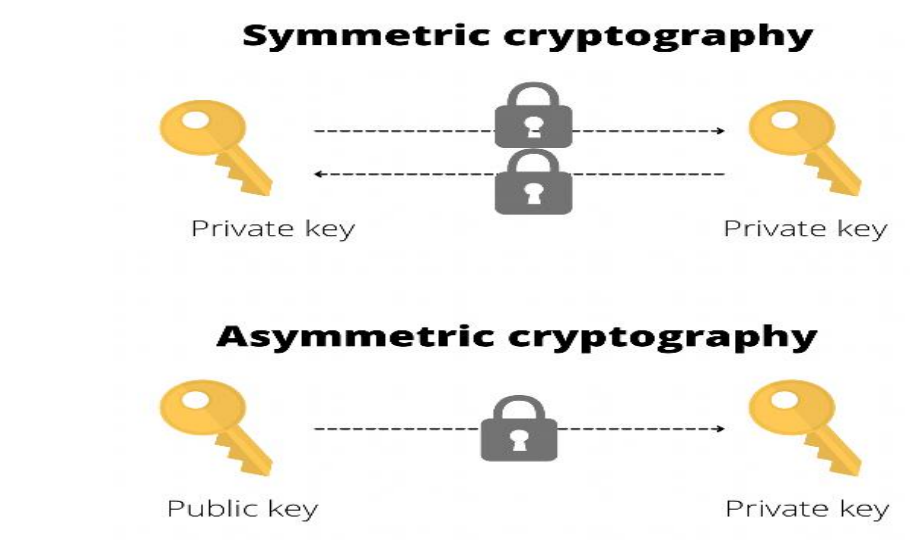 Symmetric cryptography
Private key Private key
Asymmetric cryptography
Public key Private key